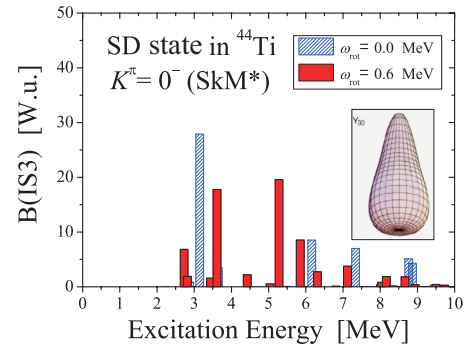 50
40
30
20
10
0
B(IS3) [W.u.]
SD state in ⁴⁴Ti
Kπ = 0⁻ (SkM*)
ωrot = 0.0 MeV
ωrot = 0.6 MeV
Y30
0 1 2 3 4 5 6 7 8 9 10
Excitation Energy [MeV]